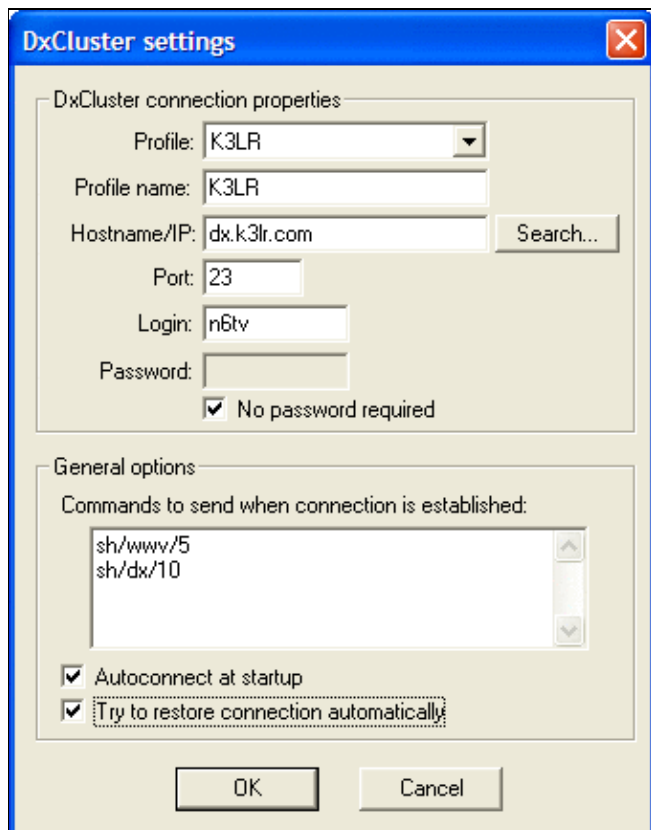 DxCluster settings
DxCluster connection properties
Profile: K3LR
Profile name: K3LR
Hostname/IP: dx.k3lr.com Search...
Port: 23
Login: n6tv
Password:
No password required
General options
Commands to send when connection is established:
sh/wwv/5
sh/dx/10
Autoconnect at startup
Try to restore connection automatically
OK Cancel